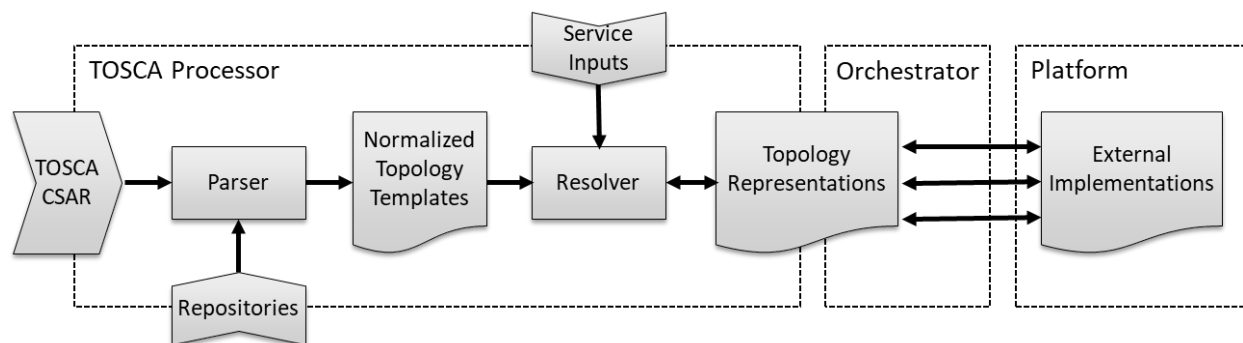 Service
Inputs
TOSCA Processor
Orchestrator
Platform
TOSCA
CSAR
Parser
Normalized
Topology
Templates
Resolver
Topology
Representations
External
Implementations
Repositories